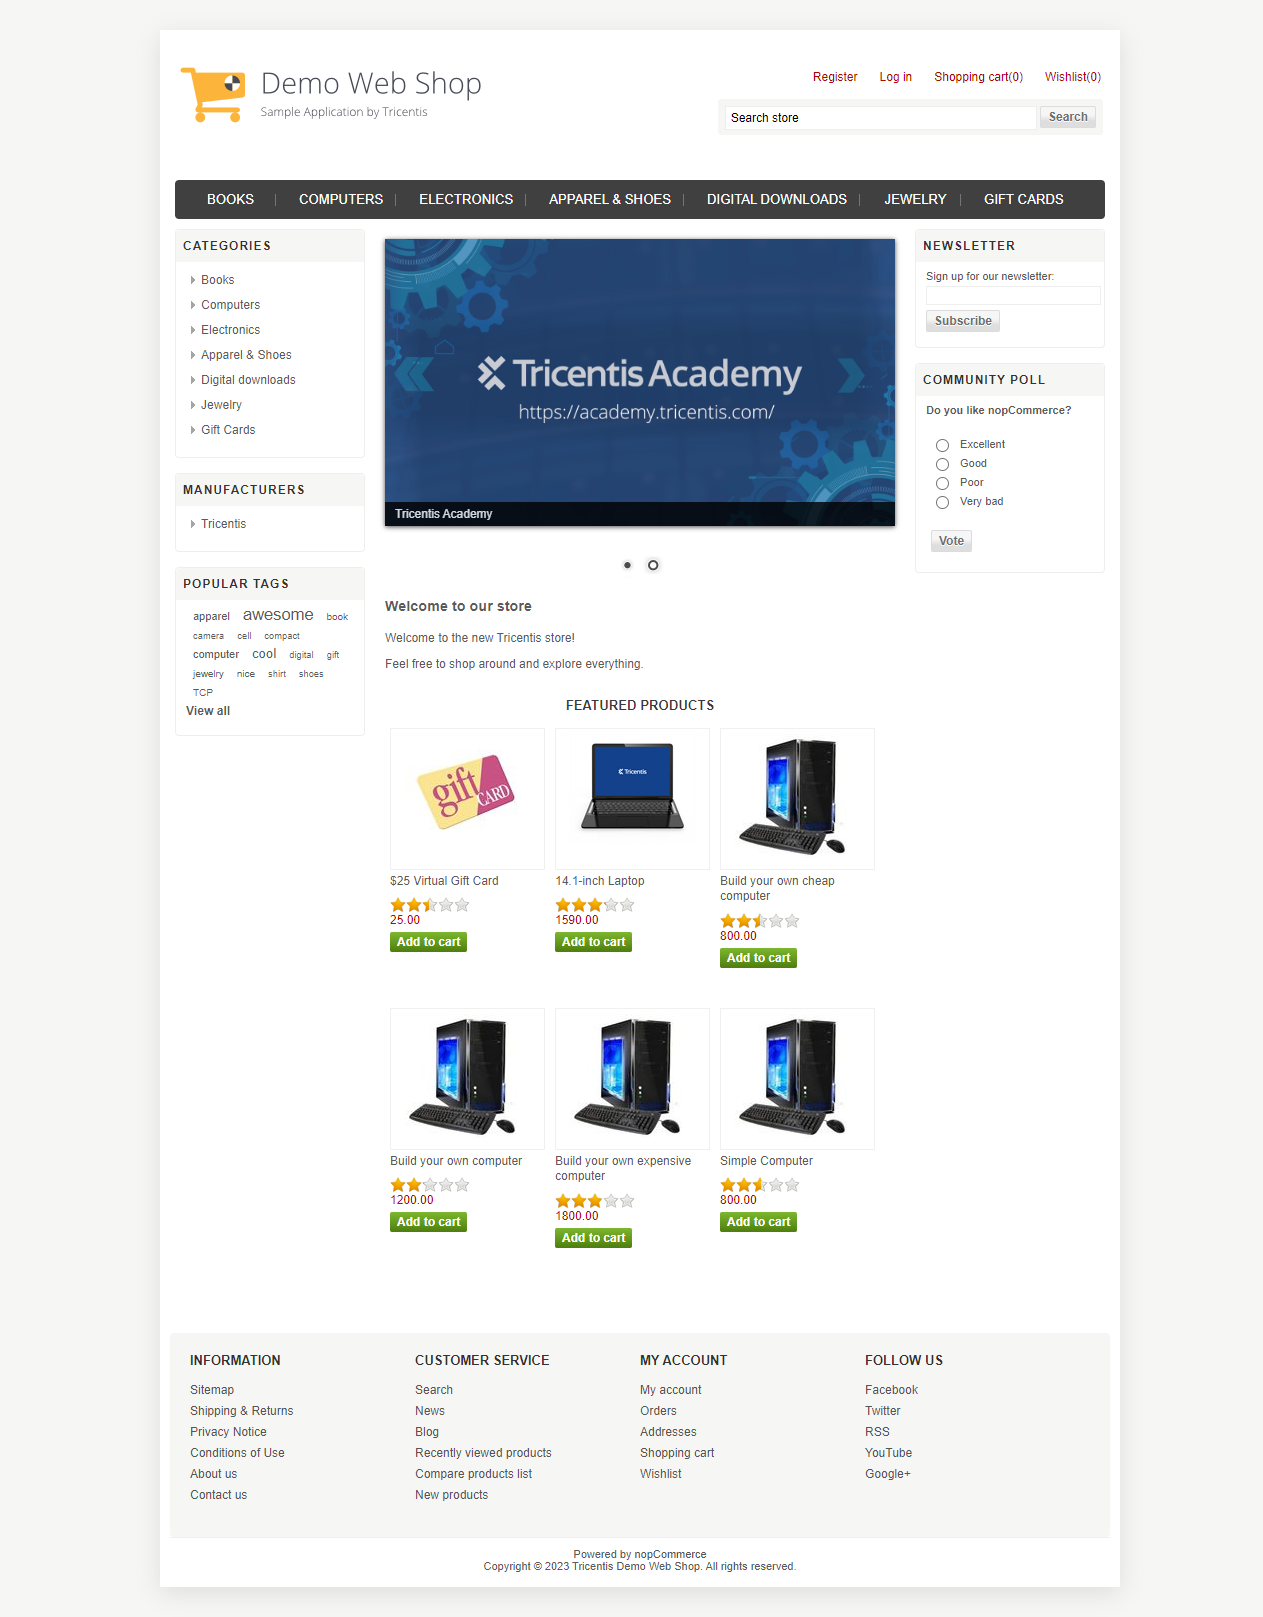 Demo Web Shop
Sample Application by Tricentis
Register Log in Shopping cart(0) Wishlist(0)
Search store Search
BOOKS COMPUTERS ELECTRONICS APPAREL & SHOES DIGITAL DOWNLOADS JEWELRY GIFT CARDS
CATEGORIES
Books
Computers
Electronics
Apparel & Shoes
Digital downloads
Jewelry
Gift Cards
MANUFACTURERS
Tricentis
POPULAR TAGS
apparel awesome book
camera cell compact
computer cool digital gift
jewelry nice shirt shoes
TCP
View all
Tricentis Academy
https://academy.tricentis.com/
Tricentis Academy
Welcome to our store
Welcome to the new Tricentis store!
Feel free to shop around and explore everything.
FEATURED PRODUCTS
gift CARD
$25 Virtual Gift Card
25.00
Add to cart
Tricentis
14.1-inch Laptop
1590.00
Add to cart
Build your own cheap
computer
800.00
Add to cart
Build your own computer
1200.00
Add to cart
Build your own expensive
computer
1800.00
Add to cart
Simple Computer
800.00
Add to cart
NEWSLETTER
Sign up for our newsletter:
Subscribe
COMMUNITY POLL
Do you like nopCommerce?
Excellent
Good
Poor
Very bad
Vote
INFORMATION
Sitemap
Shipping & Returns
Privacy Notice
Conditions of Use
About us
Contact us
CUSTOMER SERVICE
Search
News
Blog
Recently viewed products
Compare products list
New products
MY ACCOUNT
My account
Orders
Addresses
Shopping cart
Wishlist
FOLLOW US
Facebook
Twitter
RSS
YouTube
Google+
Powered by nopCommerce
Copyright © 2023 Tricentis Demo Web Shop. All rights reserved.